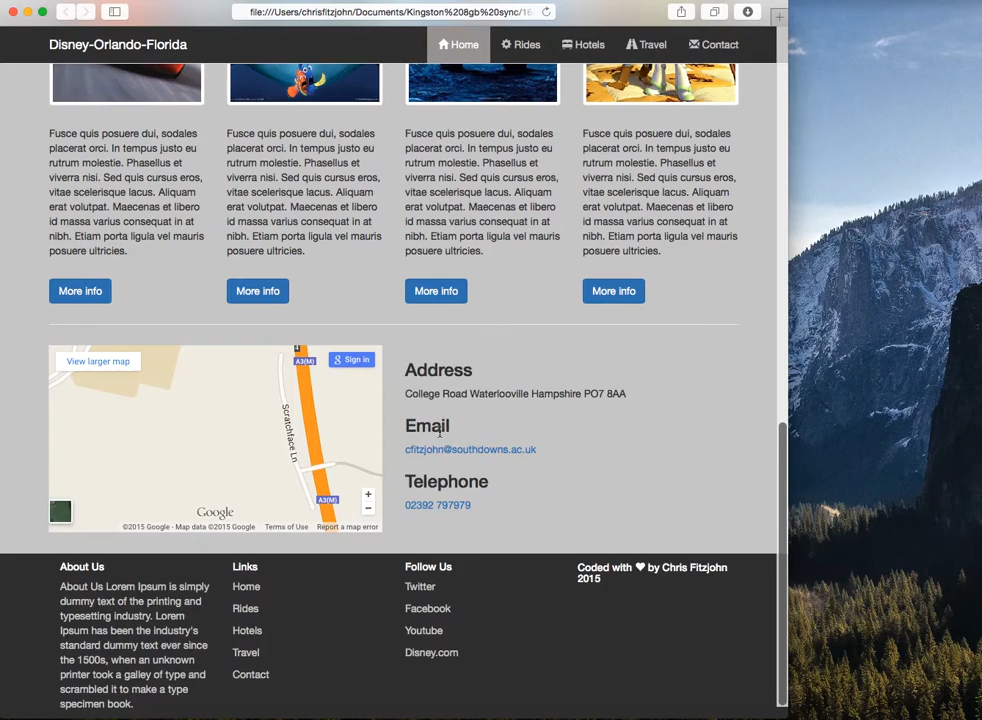 file:///Users/chrisfitzjohn/Documents/Kingston%208gb%20sync/16
Disney-Orlando-Florida
Home
Rides
Hotels
Travel
Contact
Fusce quis posuere dui, sodales
placerat orci. In tempus justo eu
rutrum molestie. Phasellus et
viverra nisi. Sed quis cursus eros,
vitae scelerisque lacus. Aliquam
erat volutpat. Maecenas et libero
id massa varius consequat in at
nibh. Etiam porta ligula vel mauris
posuere ultricies.
More info
Fusce quis posuere dui, sodales
placerat orci. In tempus justo eu
rutrum molestie. Phasellus et
viverra nisi. Sed quis cursus eros,
vitae scelerisque lacus. Aliquam
erat volutpat. Maecenas et libero
id massa varius consequat in at
nibh. Etiam porta ligula vel mauris
posuere ultricies.
More info
Fusce quis posuere dui, sodales
placerat orci. In tempus justo eu
rutrum molestie. Phasellus et
viverra nisi. Sed quis cursus eros,
vitae scelerisque lacus. Aliquam
erat volutpat. Maecenas et libero
id massa varius consequat in at
nibh. Etiam porta ligula vel mauris
posuere ultricies.
More info
Fusce quis posuere dui, sodales
placerat orci. In tempus justo eu
rutrum molestie. Phasellus et
viverra nisi. Sed quis cursus eros,
vitae scelerisque lacus. Aliquam
erat volutpat. Maecenas et libero
id massa varius consequat in at
nibh. Etiam porta ligula vel mauris
posuere ultricies.
More info
View larger map
4
A3(M)
Sign in
Scratchface Ln
A3(M)
+
−
Google
©2015 Google - Map data ©2015 Google
Terms of Use
Report a map error
Address
College Road Waterlooville Hampshire PO7 8AA
Email
cfitzjohn@southdowns.ac.uk
Telephone
02392 797979
About Us
About Us Lorem Ipsum is simply
dummy text of the printing and
typesetting industry. Lorem
Ipsum has been the industry's
standard dummy text ever since
the 1500s, when an unknown
printer took a galley of type and
scrambled it to make a type
specimen book.
Links
Home
Rides
Hotels
Travel
Contact
Follow Us
Twitter
Facebook
Youtube
Disney.com
Coded with ♥ by Chris Fitzjohn
2015